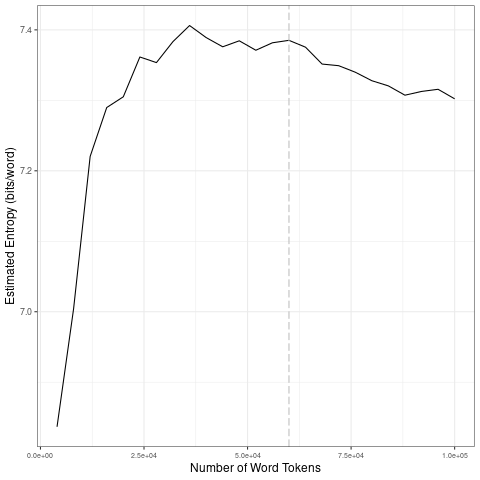 Estimated Entropy (bits/word)
7.4
7.2
7.0
0.0e+00
2.5e+04
5.0e+04
7.5e+04
1.0e+05
Number of Word Tokens